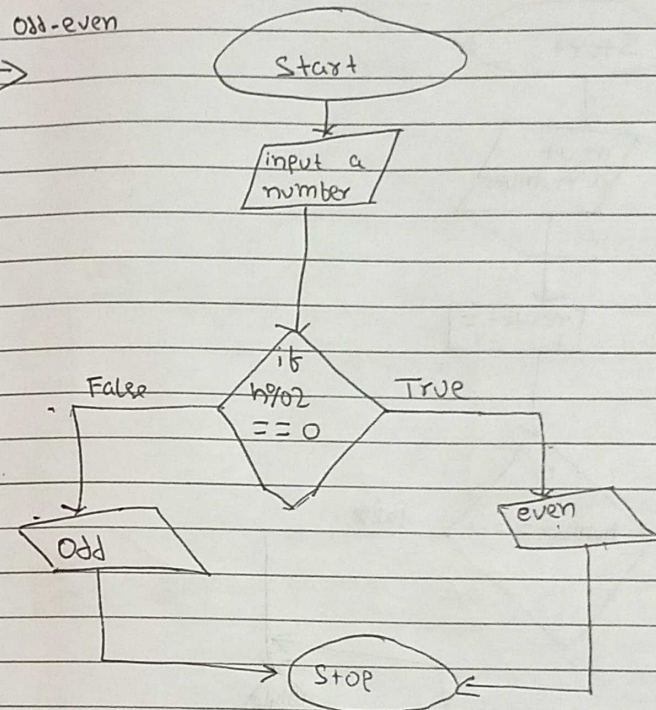 Odd-even
Start
input a
number
if
n%2
== 0
False
True
Odd
even
Stop